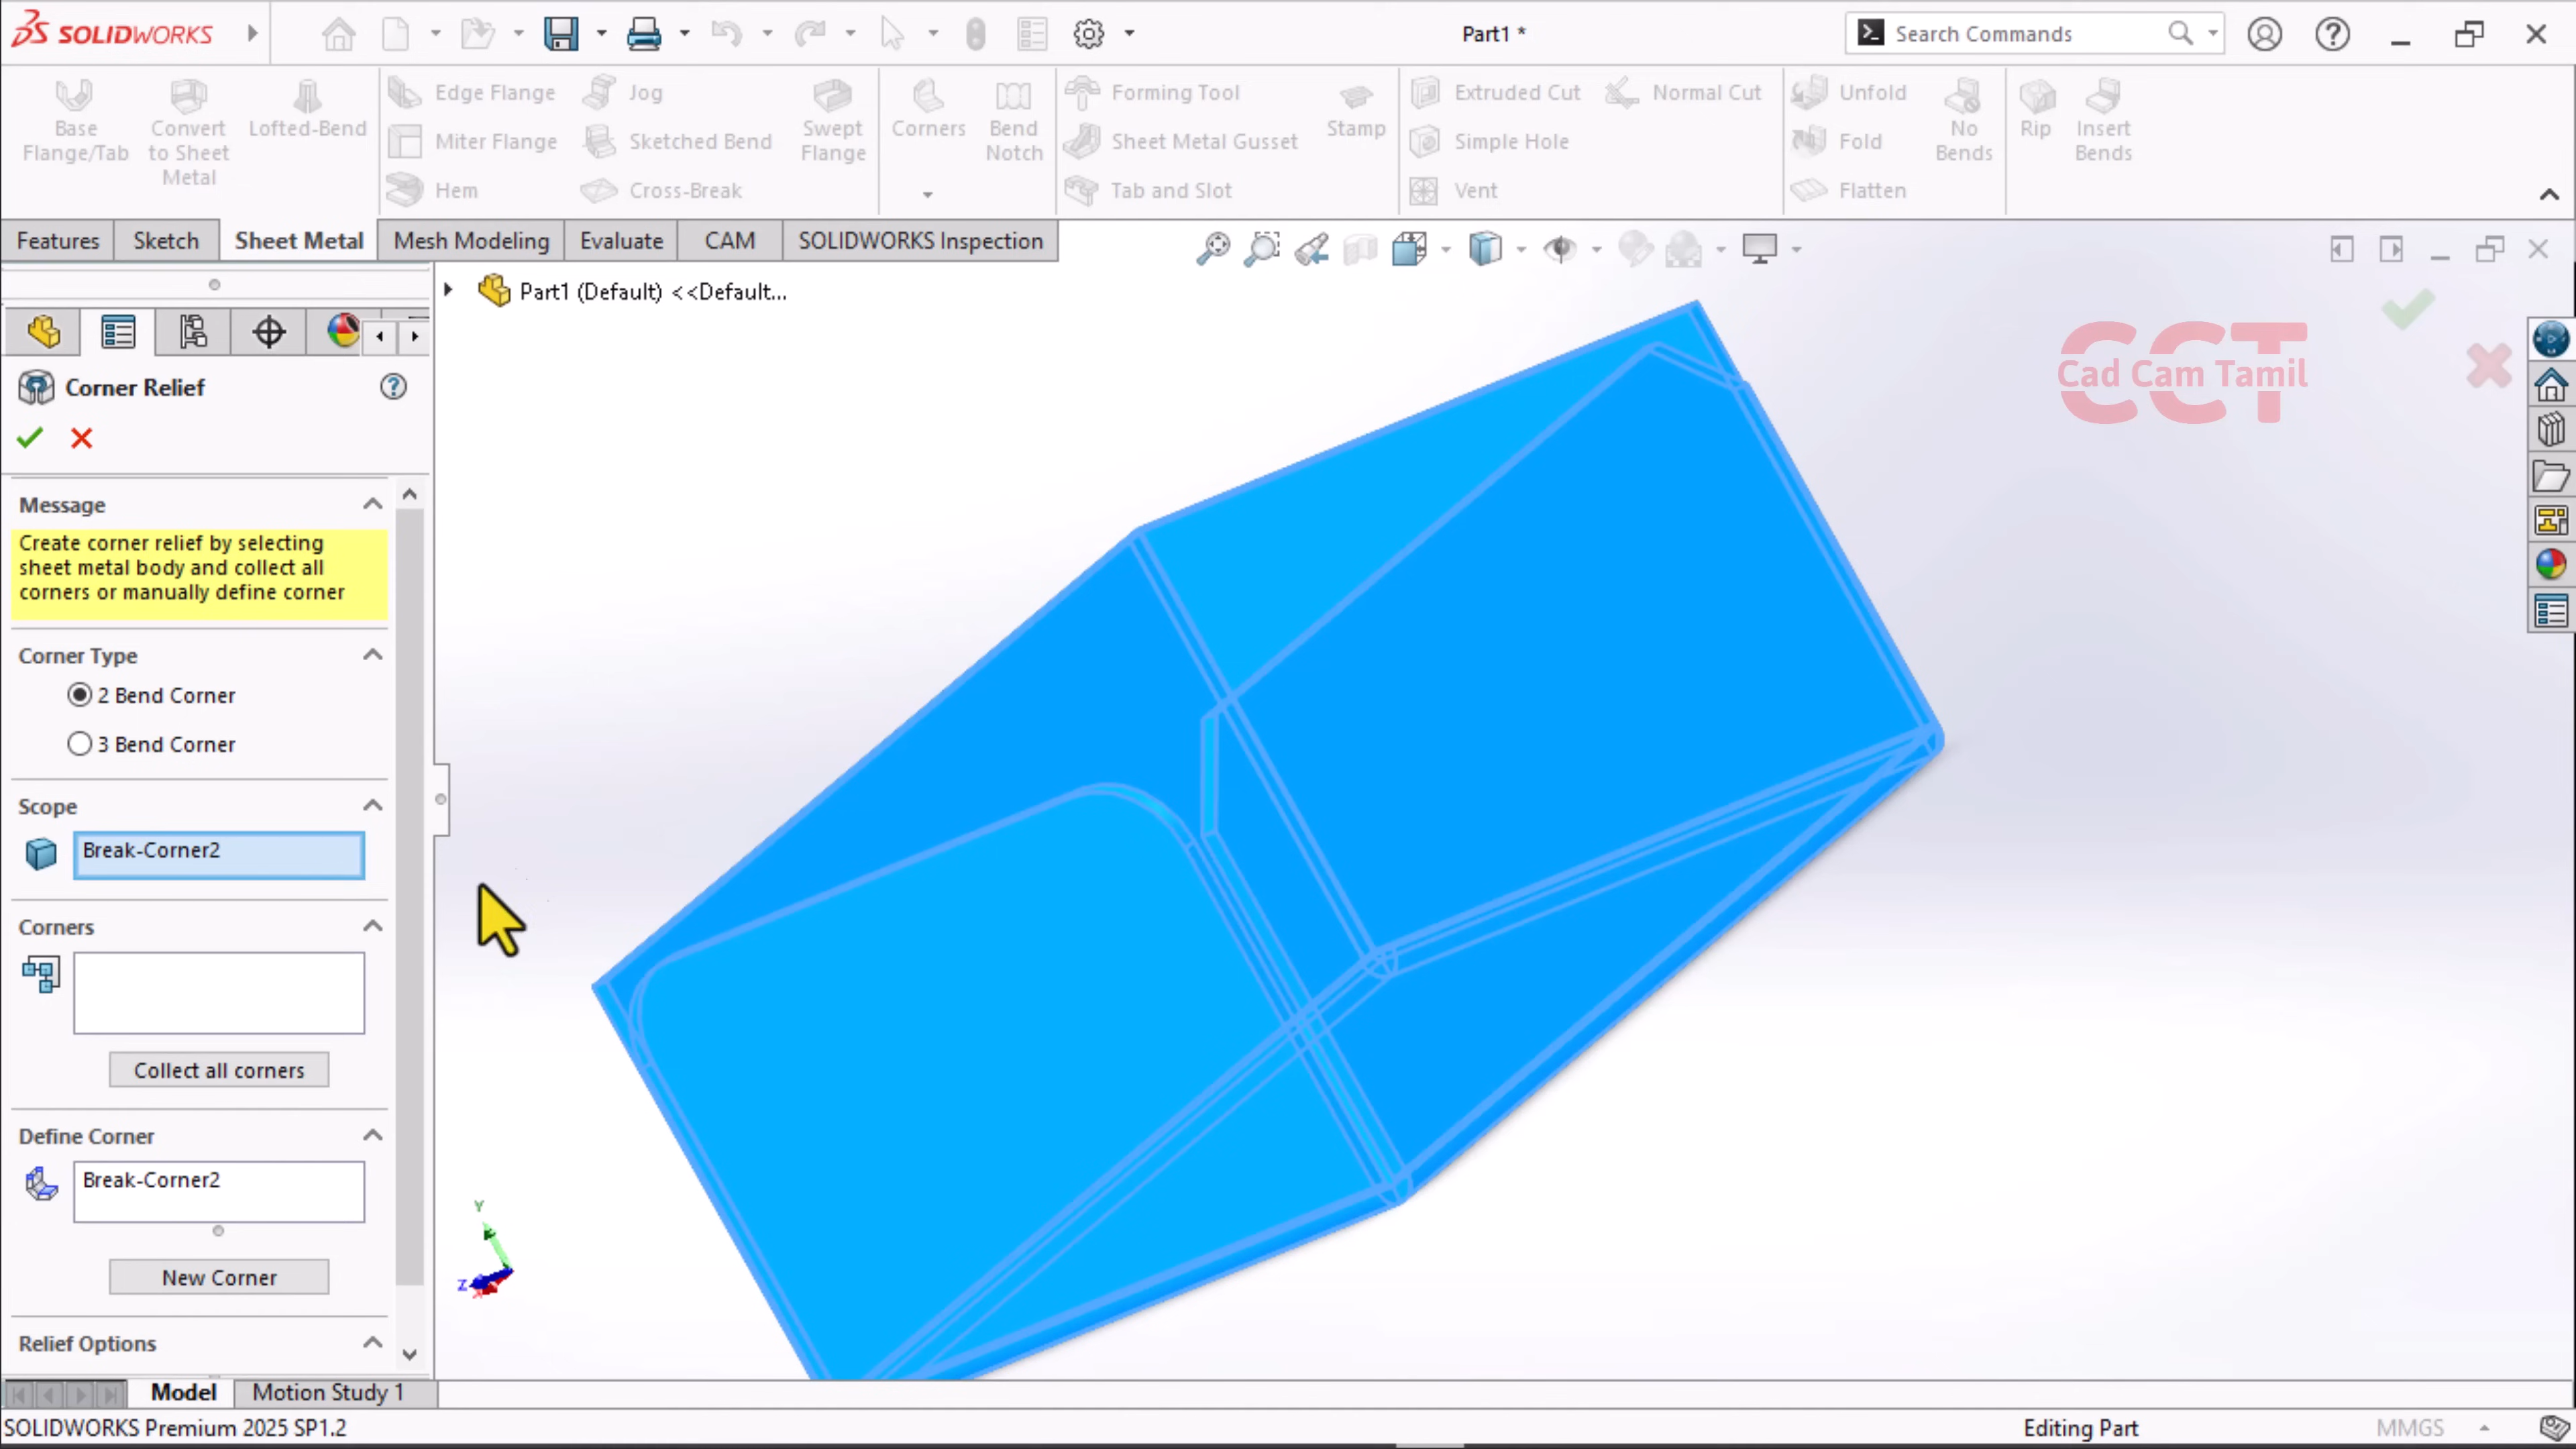 SOLIDWORKS
Part1 *
Search Commands
Base Flange/Tab
Convert to Sheet Metal
Lofted-Bend
Edge Flange
Miter Flange
Hem
Jog
Sketched Bend
Cross-Break
Swept Flange
Corners
Bend Notch
Forming Tool
Sheet Metal Gusset
Tab and Slot
Stamp
Extruded Cut
Simple Hole
Vent
Normal Cut
Unfold
Fold
Flatten
No Bends
Rip
Insert Bends
Features
Sketch
Sheet Metal
Mesh Modeling
Evaluate
CAM
SOLIDWORKS Inspection
Part1 (Default) <<Default...
CCT
Cad Cam Tamil
Corner Relief
Message
Create corner relief by selecting
sheet metal body and collect all
corners or manually define corner
Corner Type
2 Bend Corner
3 Bend Corner
Scope
Break-Corner2
Corners
Collect all corners
Define Corner
Break-Corner2
New Corner
Relief Options
Y
Z
Model
Motion Study 1
SOLIDWORKS Premium 2025 SP1.2
Editing Part
MMGS